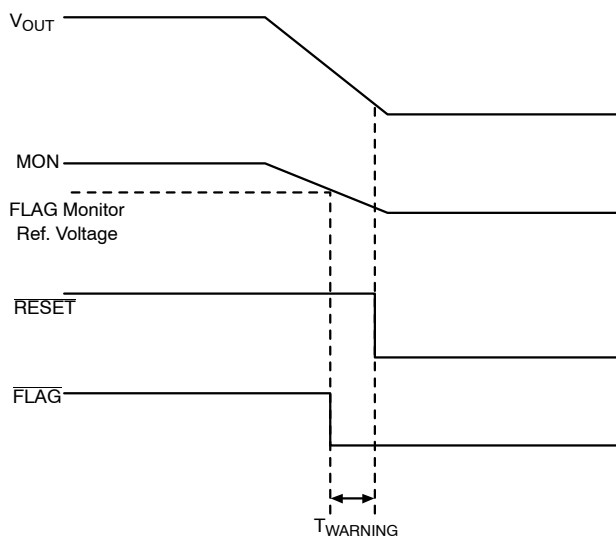 VOUT
MON
FLAG Monitor
Ref. Voltage
RESET
FLAG
TWARNING